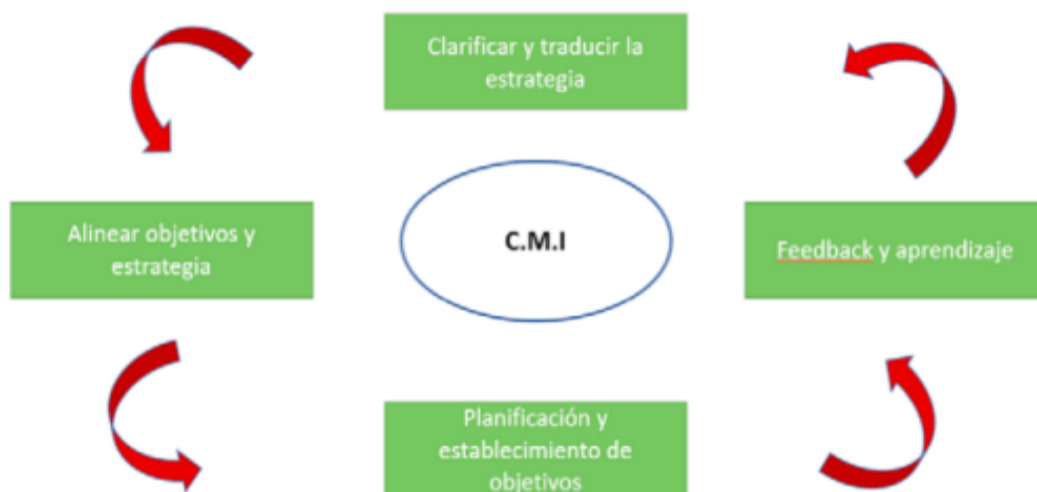 Clarificar y traducir la
estrategia
Alinear objetivos y
estrategia
C.M.I
Feedback y aprendizaje
Planificación y
establecimiento de
objetivos